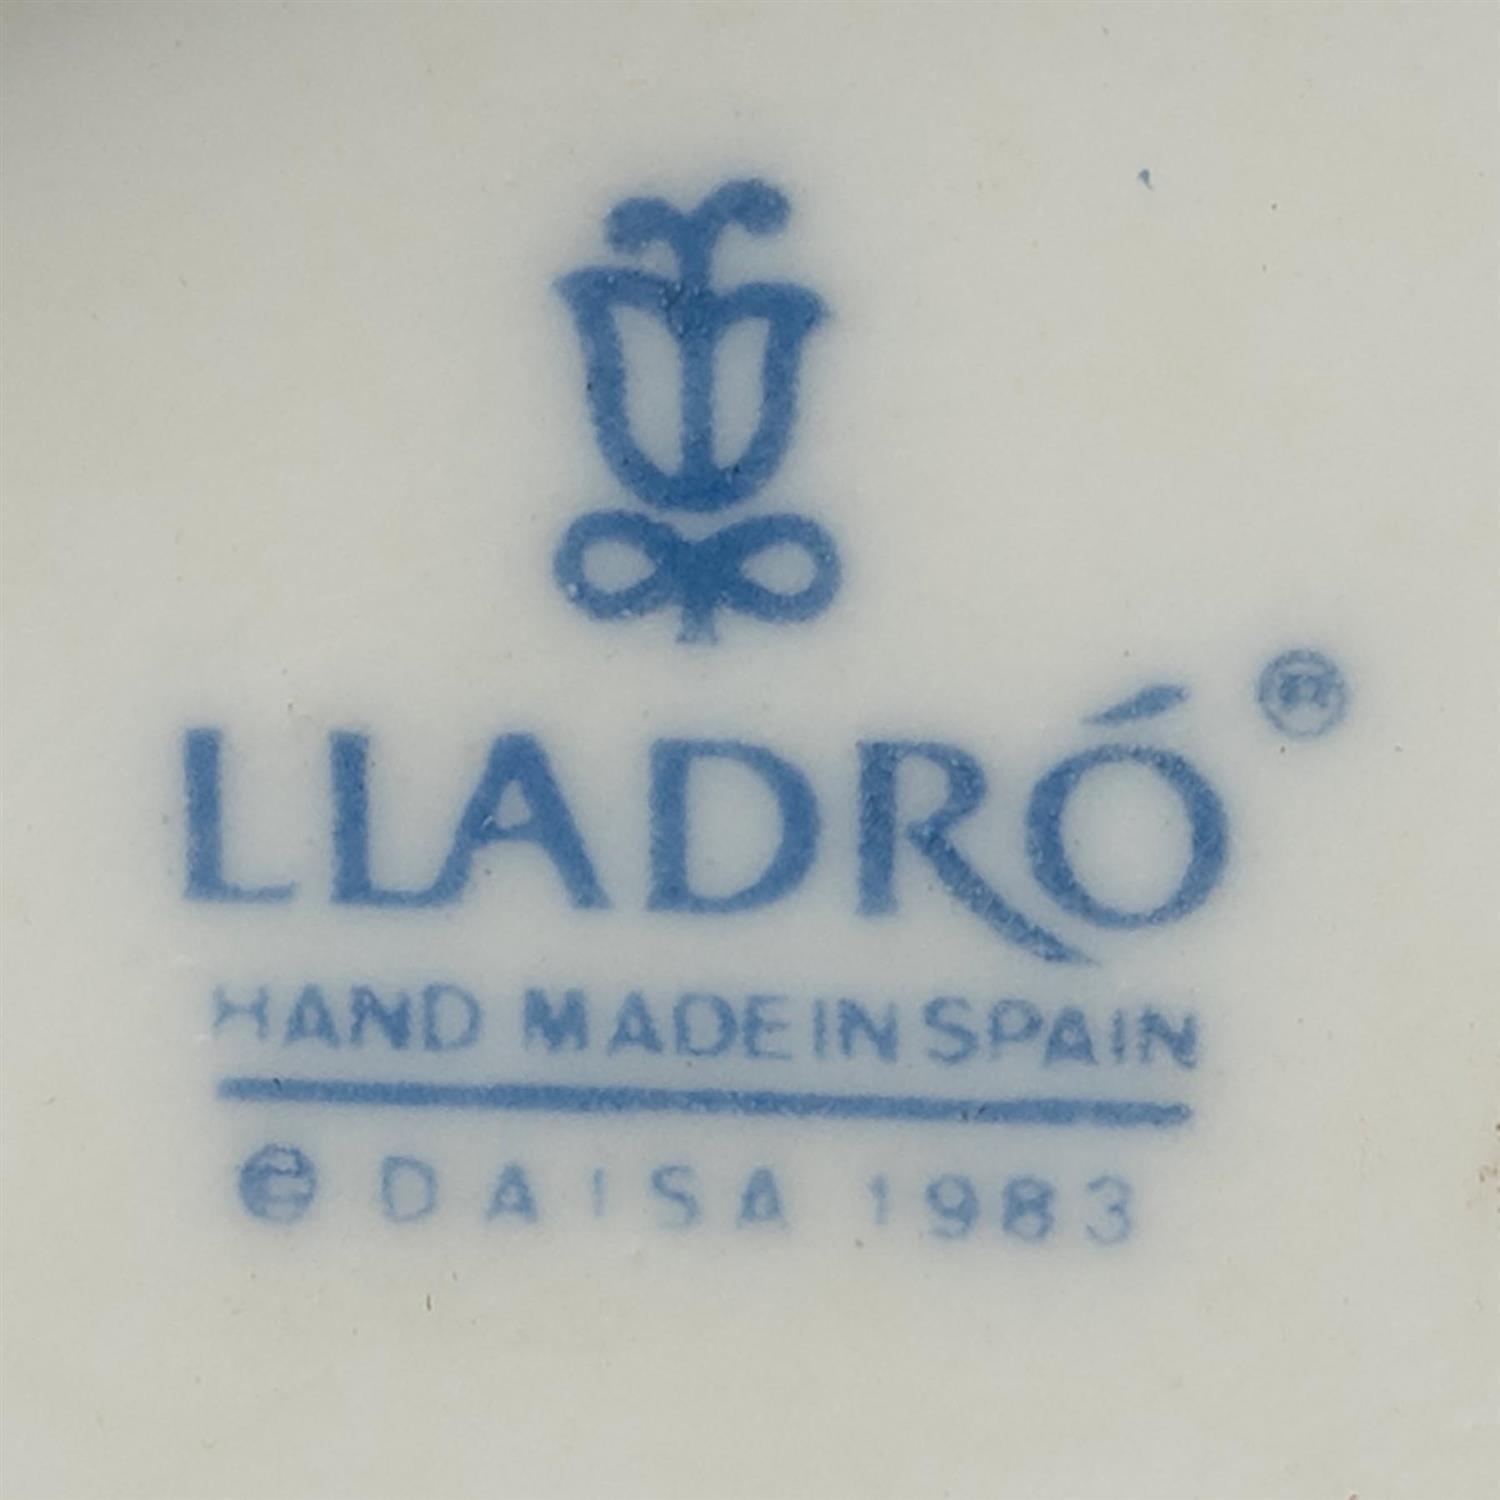 LLADRÓ ®
HAND MADE IN SPAIN
© DAISA 1983